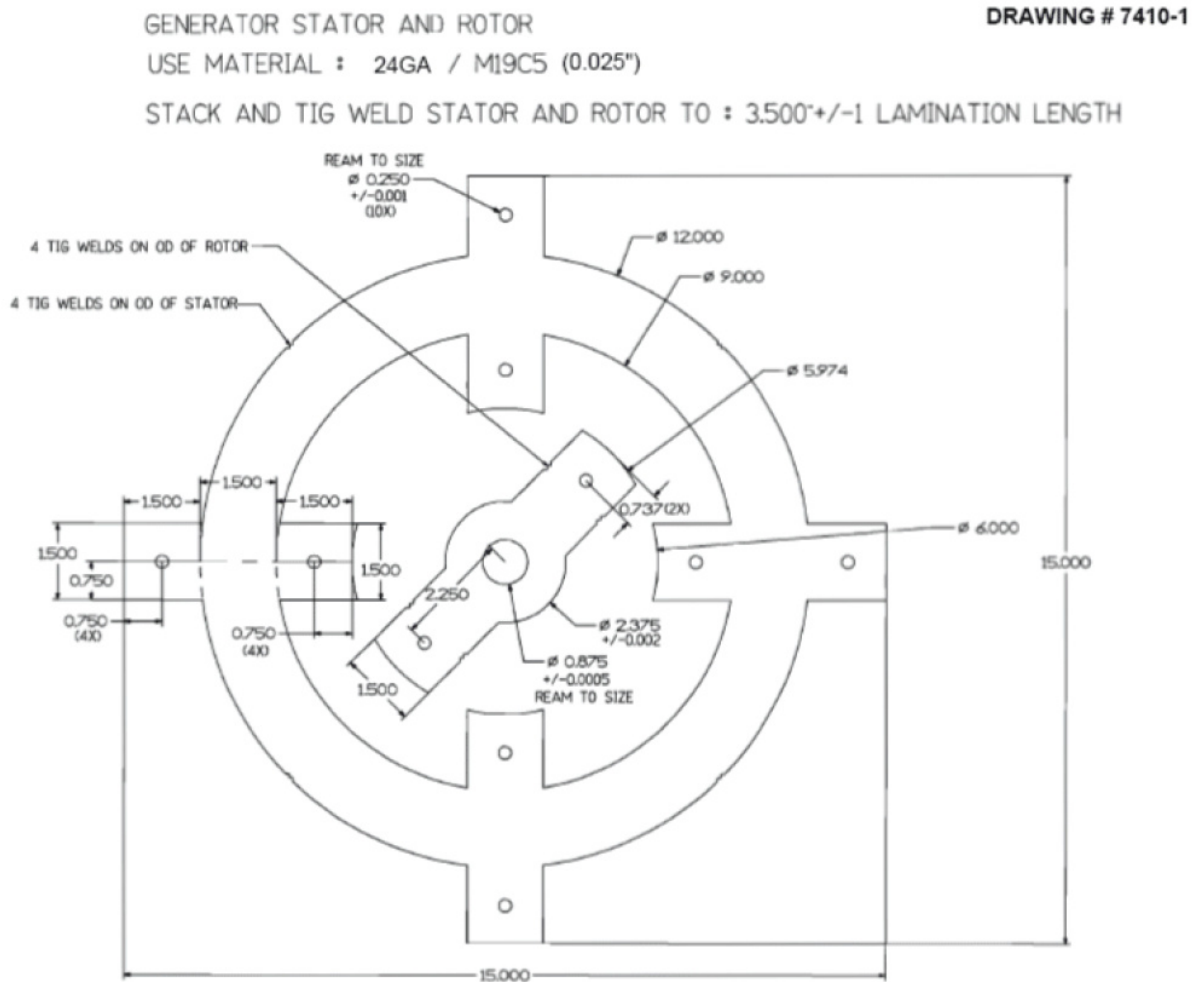 GENERATOR STATOR AND ROTOR
DRAWING # 7410-1
USE MATERIAL : 24GA / M19C5 (0.025")
STACK AND TIG WELD STATOR AND ROTOR TO : 3.500"+/-1 LAMINATION LENGTH
REAM TO SIZE
Ø 0.250
+/-0.001
(10X)
4 TIG WELDS ON OD OF ROTOR
4 TIG WELDS ON OD OF STATOR
Ø 12.000
Ø 9.000
Ø 5.974
1.500
1.500
1.500
0.737(2X)
Ø 6.000
1.500
0.750
1.500
15.000
0.750
(4X)
0.750
(4X)
2.250
Ø 2.375
+/-0.002
1.500
Ø 0.875
+/-0.0005
REAM TO SIZE
15.000